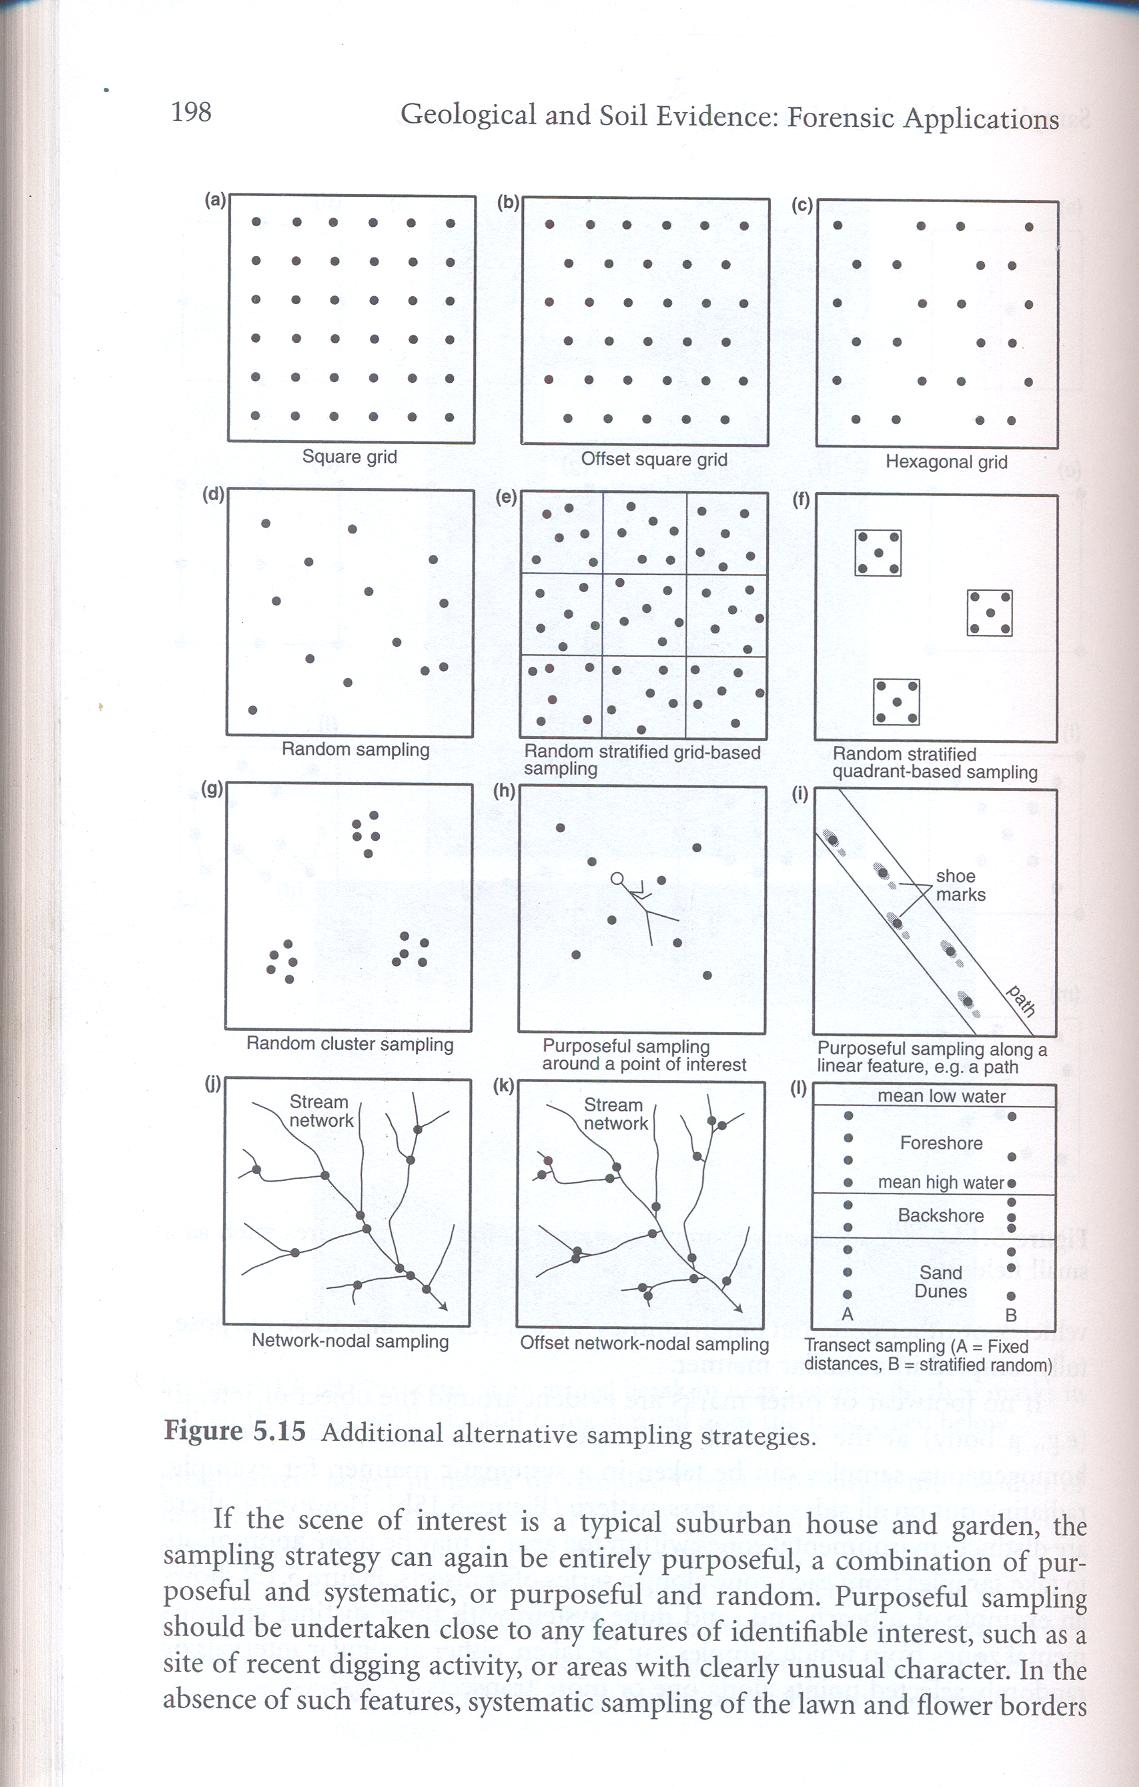 198
Geological and Soil Evidence: Forensic Applications
(a)
(b)
(c)
Square grid
Offset square grid
Hexagonal grid
(d)
(e)
(f)
Random sampling
Random stratified grid-based
sampling
Random stratified
quadrant-based sampling
(g)
(h)
(i)
shoe
marks
path
Random cluster sampling
Purposeful sampling
around a point of interest
Purposeful sampling along a
linear feature, e.g. a path
(j)
(k)
(l)
Stream
network
Stream
network
mean low water
Foreshore
mean high water
Backshore
Sand
Dunes
A
B
Network-nodal sampling
Offset network-nodal sampling
Transect sampling (A = Fixed
distances, B = stratified random)
Figure 5.15 Additional alternative sampling strategies.
If the scene of interest is a typical suburban house and garden, the
sampling strategy can again be entirely purposeful, a combination of pur-
poseful and systematic, or purposeful and random. Purposeful sampling
should be undertaken close to any features of identifiable interest, such as a
site of recent digging activity, or areas with clearly unusual character. In the
absence of such features, systematic sampling of the lawn and flower borders